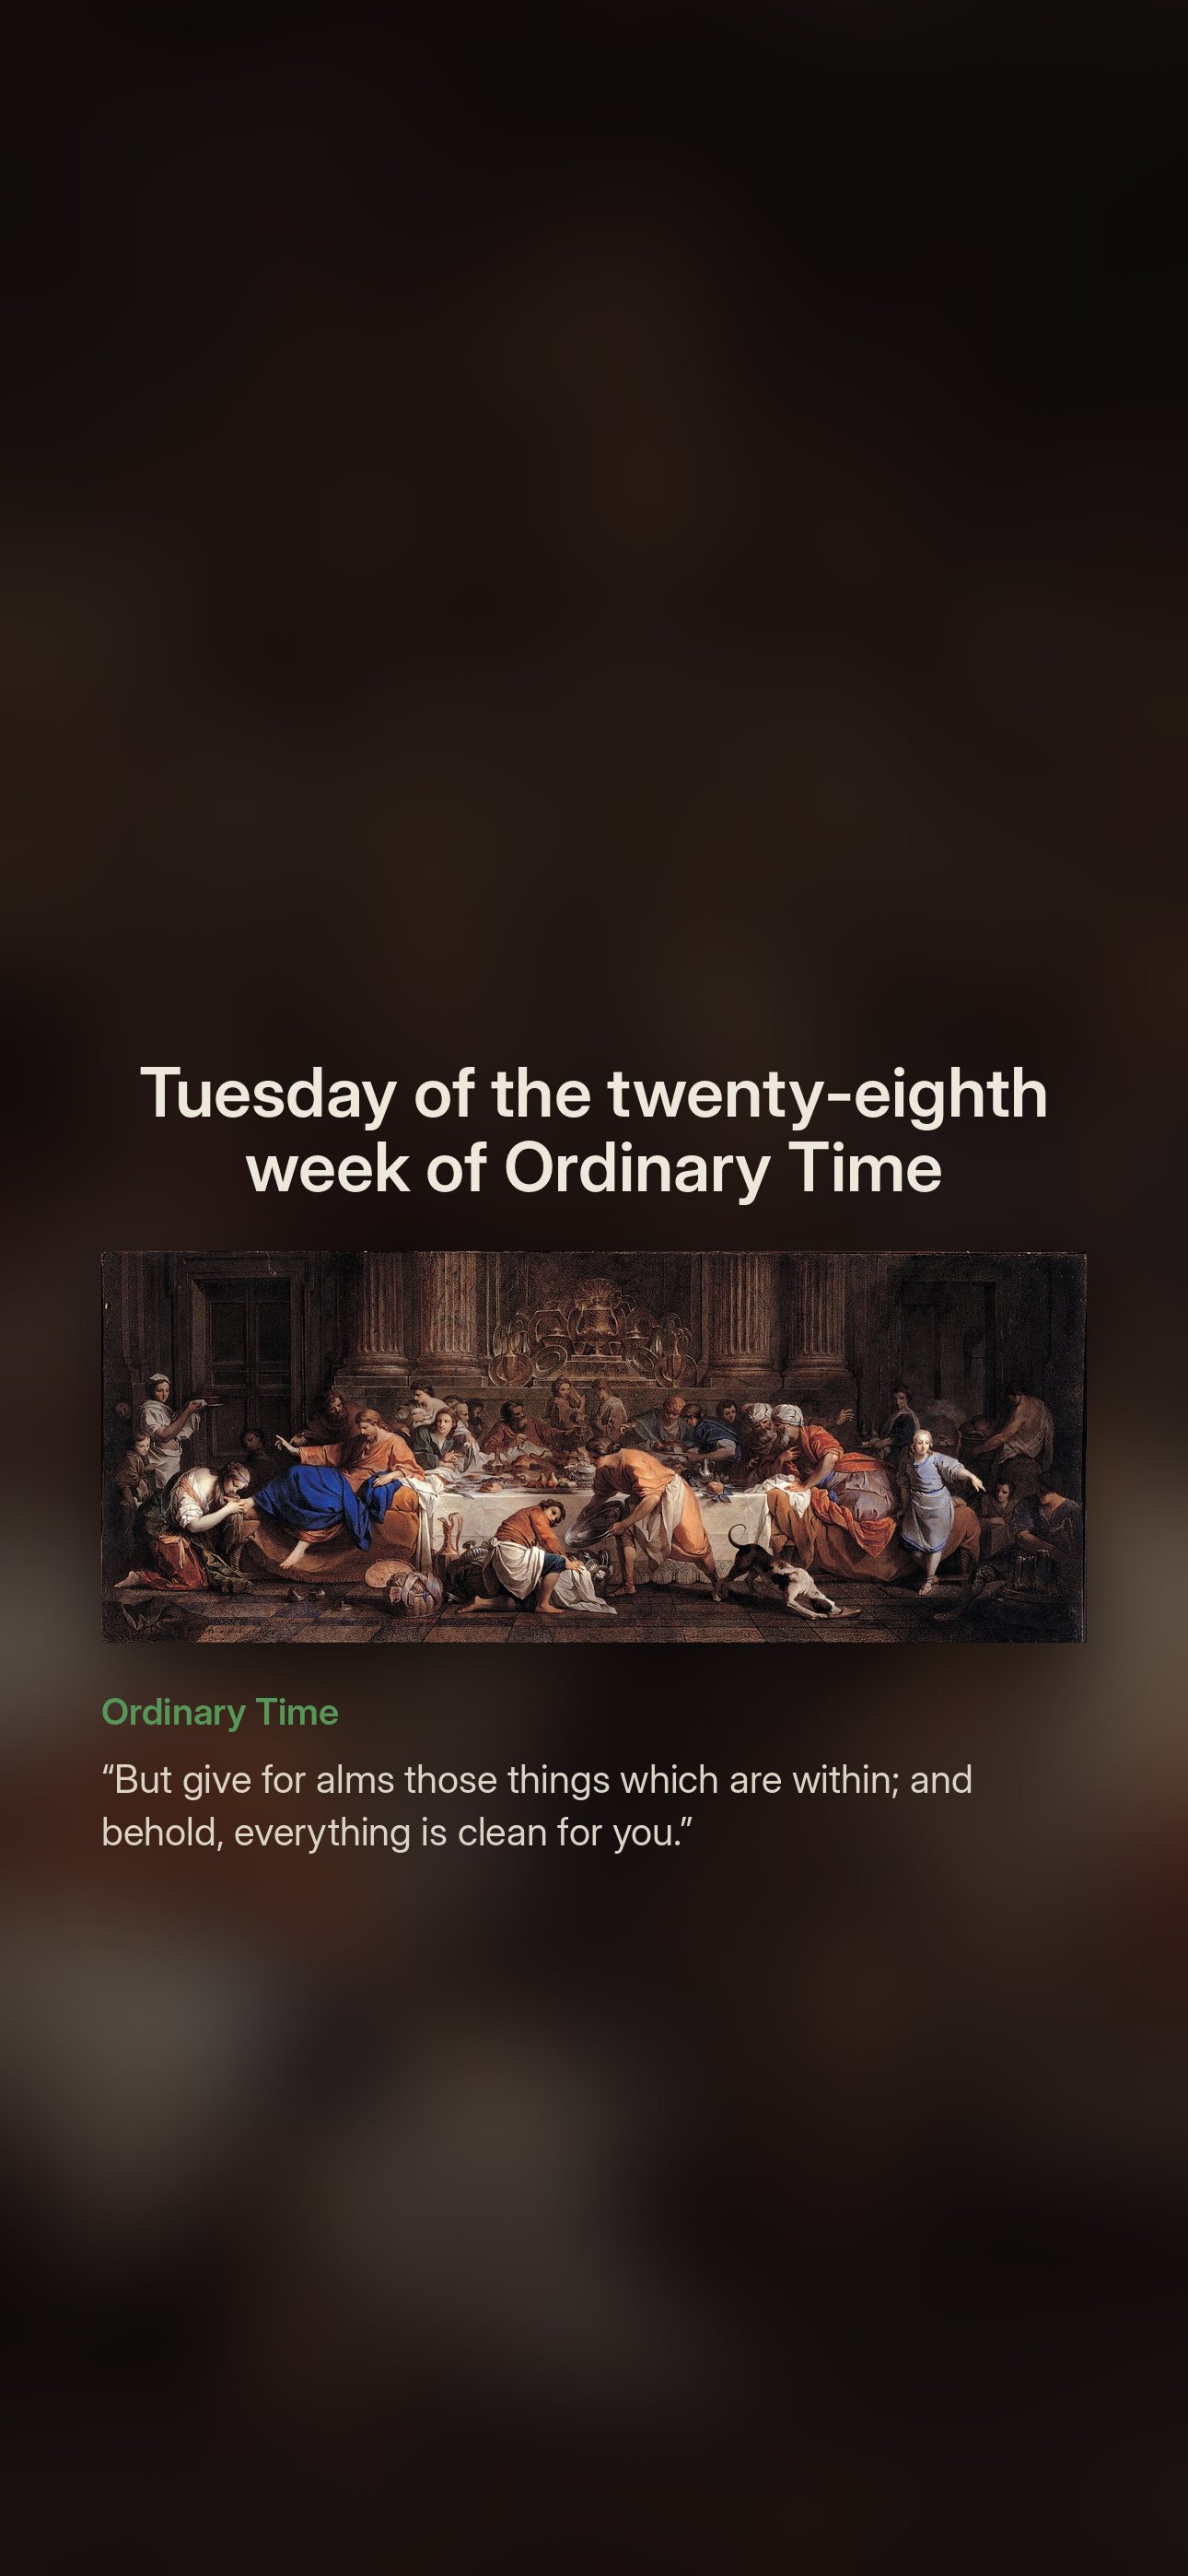 Tuesday of the twenty-eighth
week of Ordinary Time
Ordinary Time
“But give for alms those things which are within; and
behold, everything is clean for you.”